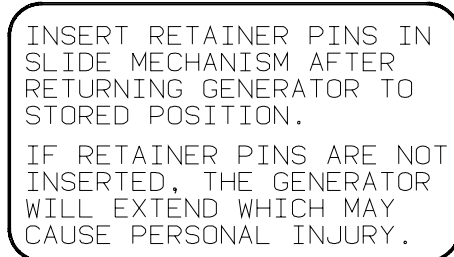 INSERT RETAINER PINS IN
SLIDE MECHANISM AFTER
RETURNING GENERATOR TO
STORED POSITION.
IF RETAINER PINS ARE NOT
INSERTED, THE GENERATOR
WILL EXTEND WHICH MAY
CAUSE PERSONAL INJURY.